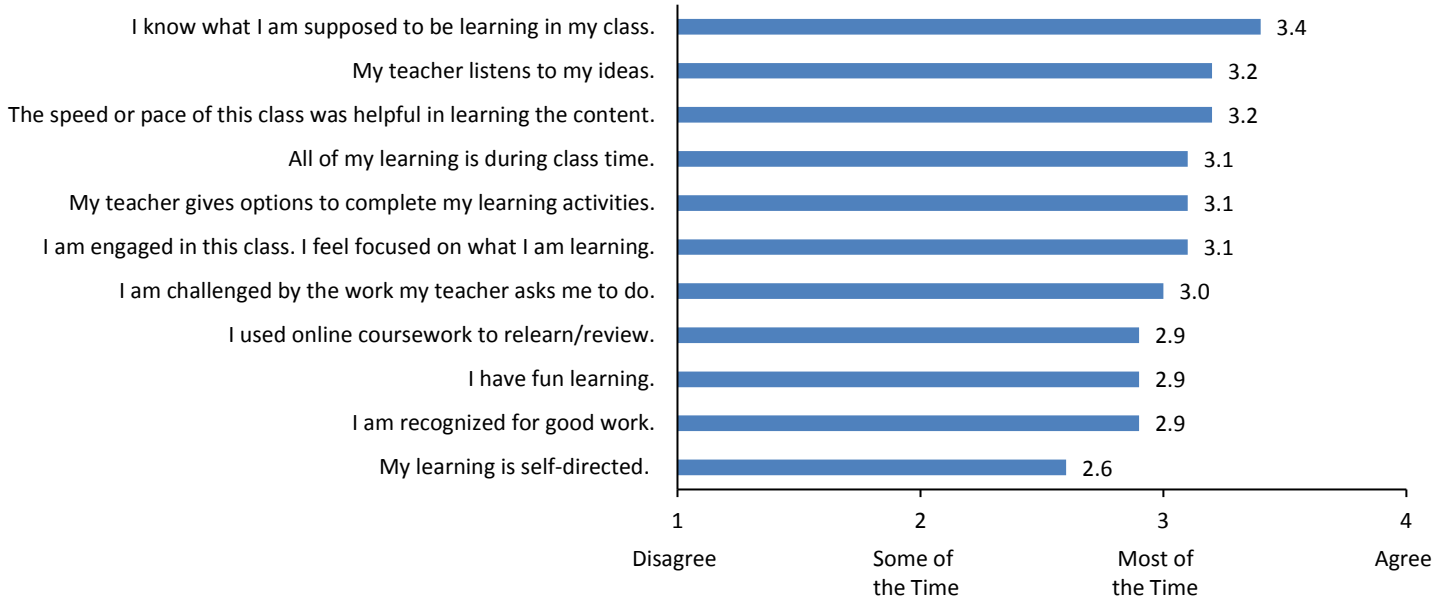 I know what I am supposed to be learning in my class. 3.4
My teacher listens to my ideas. 3.2
The speed or pace of this class was helpful in learning the content. 3.2
All of my learning is during class time. 3.1
My teacher gives options to complete my learning activities. 3.1
I am engaged in this class. I feel focused on what I am learning. 3.1
I am challenged by the work my teacher asks me to do. 3.0
I used online coursework to relearn/review. 2.9
I have fun learning. 2.9
I am recognized for good work. 2.9
My learning is self-directed. 2.6
1 2 3 4
Disagree Some of Most of Agree
the Time the Time